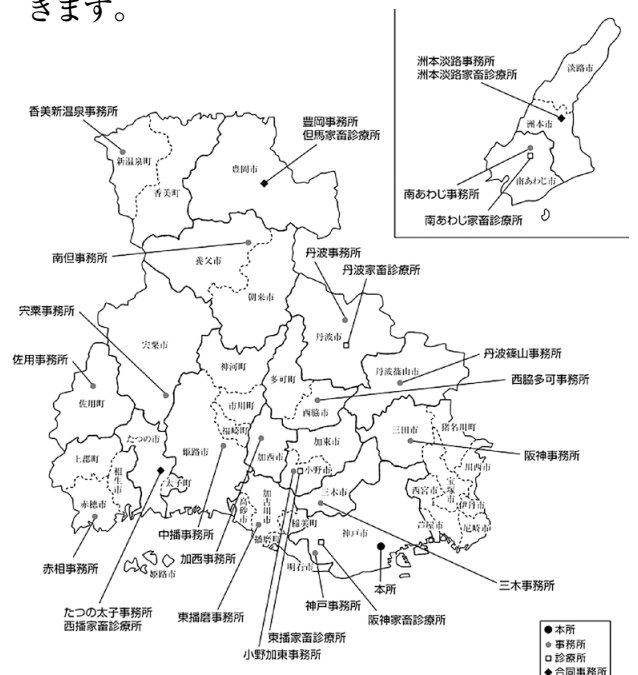 きます。
洲本淡路事務所
洲本淡路家畜診療所
淡路市
洲本市
南あわじ市
南あわじ事務所
南あわじ家畜診療所
香美新温泉事務所
豊岡事務所
但馬家畜診療所
新温泉町
香美町
豊岡市
南但事務所
養父市
朝来市
丹波事務所
丹波家畜診療所
宍粟事務所
宍粟市
丹波市
佐用事務所
神河町
多可町
丹波篠山市
丹波篠山事務所
西脇多可事務所
佐用町
市川町
西脇市
福崎町
たつの市
姫路市
加西市
加東市
三田市
猪名川町
阪神事務所
上郡町
相生市
太子町
小野市
川西市
赤穂市
高砂市
加古川市
三木市
西宮市
宝塚市
伊丹市
稲美町
播磨町
神戸市
芦屋市
尼崎市
中播事務所
赤相事務所
加西事務所
姫路市
明石市
本所
三木事務所
たつの太子事務所
西播家畜診療所
東播磨事務所
神戸事務所
阪神家畜診療所
東播家畜診療所
小野加東事務所
●本所
●事務所
□診療所
◆合同事務所